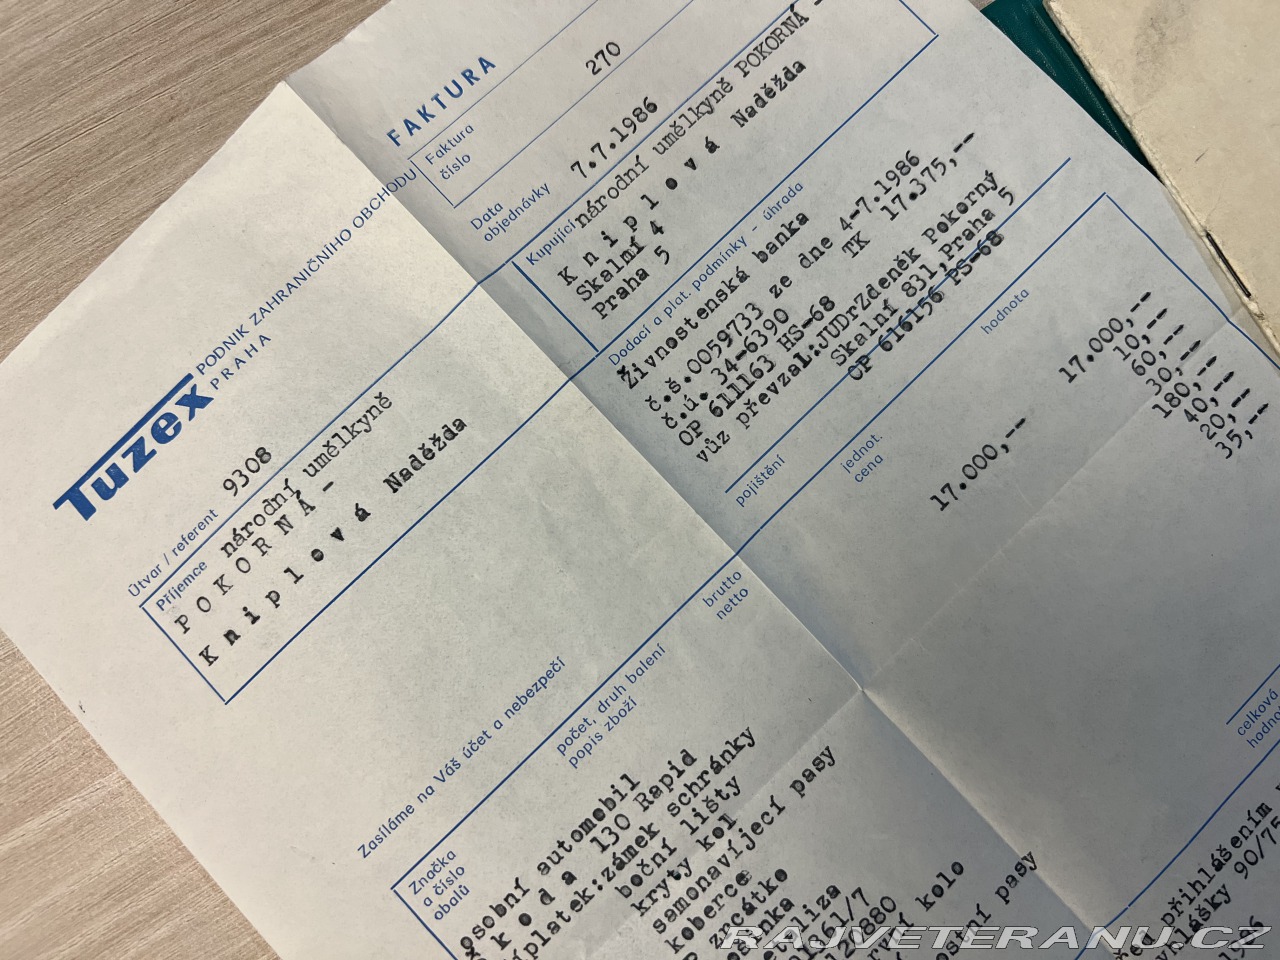 Tuzex PODNIK ZAHRANIČNÍHO OBCHODU
PRAHA
FAKTURA
Faktura číslo 270
Data objednávky 7.7.1986
Útvar / referent 9308
Příjemce národní umělkyně
P O K O R N Á -
K n i p l o v á Naděžda
Kupující národní umělkyně POKORNÁ -
K n i p l o v á Naděžda
Skalní 4
Praha 5
Dodací a plat. podmínky - úhrada
Živnostenská banka
č.š.0059733 ze dne 4-7.1986
č.ú. 34-6390 TK 17.375,--
OP 611163 HS-68
vůz převzal:JUDrZdeněk Pokorný
Skalní 831,Praha 5
OP 616156 PS-68
Zasíláme na Váš účet a nebezpečí
Značka a číslo obalů
počet, druh balení
popis zboží
brutto
netto
pojištění
jednot. cena
hodnota
osobní automobil
k o d a 130 Rapid
17.000,-- 17.000,--
příplatek:zámek schránky 10,--
boční lišty 60,--
kryty kol 30,--
samonavíjecí pasy 180,--
koberce 40,--
zrcátko 20,--
35,--
celková
RAJVETERANU.CZ